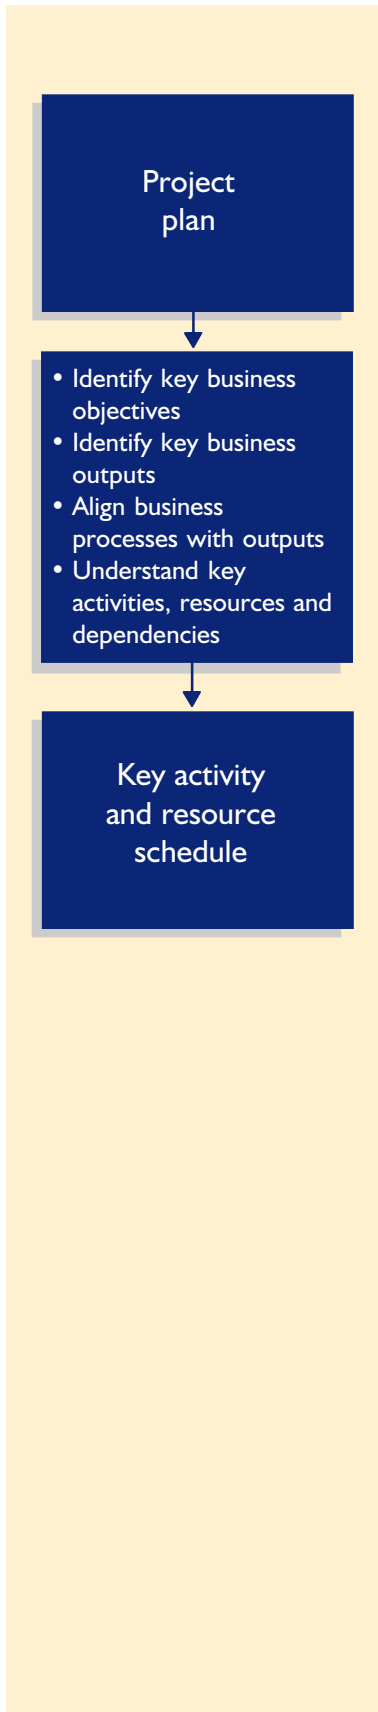 Project
plan
• Identify key business
objectives
• Identify key business
outputs
• Align business
processes with outputs
• Understand key
activities, resources and
dependencies
Key activity
and resource
schedule